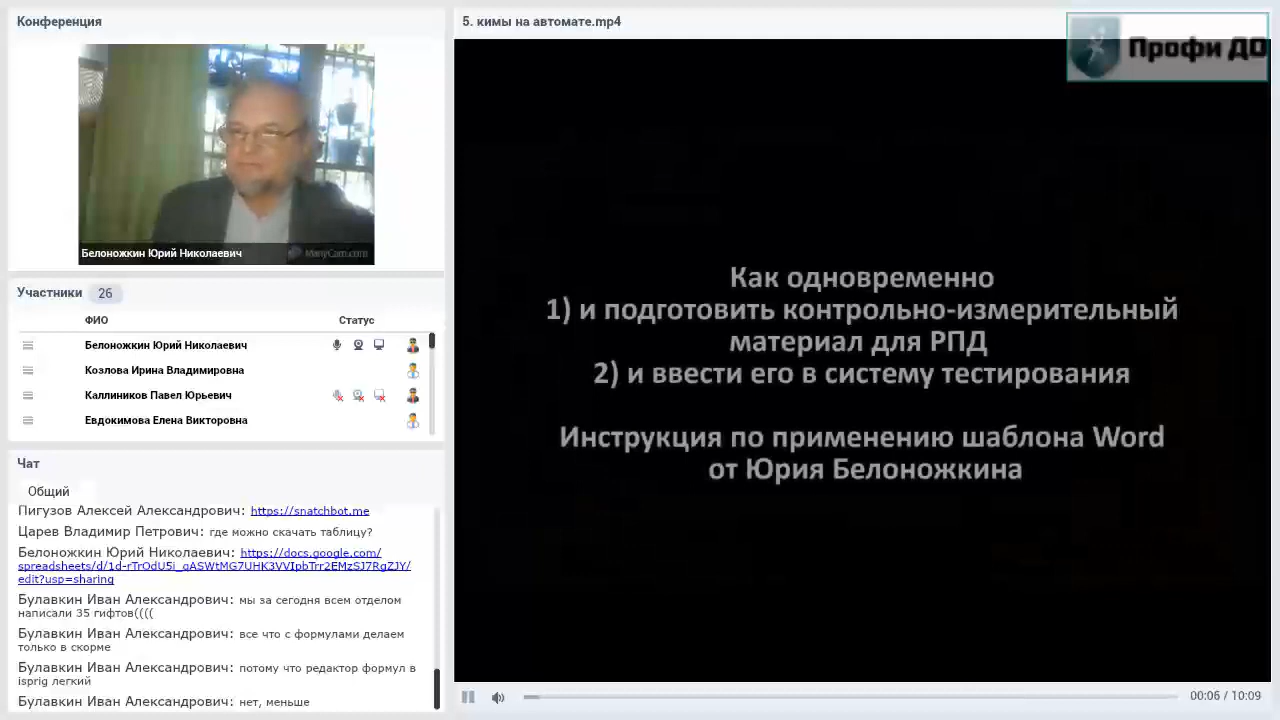 Конференция
Белоножкин Юрий Николаевич
ManyCam.com
Участники 26
ФИО Статус
Белоножкин Юрий Николаевич
Козлова Ирина Владимировна
Каллиников Павел Юрьевич
Евдокимова Елена Викторовна
Чат
Общий
Пигузов Алексей Александрович: https://snatchbot.me
Царев Владимир Петрович: где можно скачать таблицу?
Белоножкин Юрий Николаевич: https://docs.google.com/
spreadsheets/d/1d-rTrOdU5i_qASWtMG7UHK3VVIpbTrr2EMzSJ7RgZJY/
edit?usp=sharing
Булавкин Иван Александрович: мы за сегодня всем отделом
написали 35 гифтов((((
Булавкин Иван Александрович: все что с формулами делаем
только в скорме
Булавкин Иван Александрович: потому что редактор формул в
isprig легкий
Булавкин Иван Александрович: нет, меньше
5. кимы на автомате.mp4
Профи ДО
Как одновременно
1) и подготовить контрольно-измерительный
материал для РПД
2) и ввести его в систему тестирования
Инструкция по применению шаблона Word
от Юрия Белоножкина
00:06 / 10:09